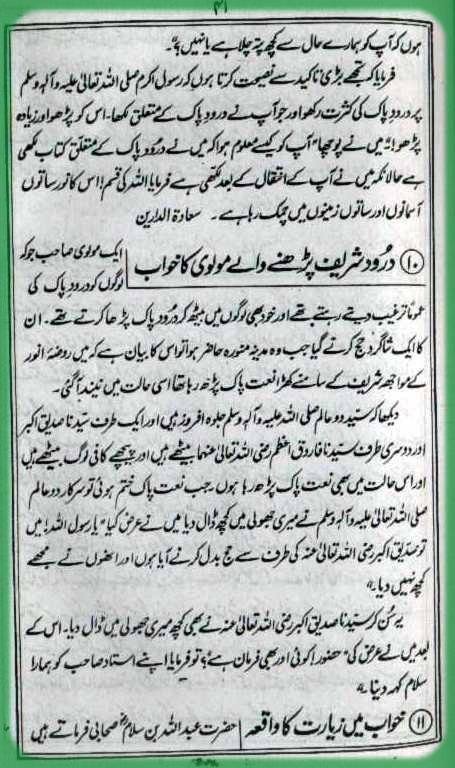 ۴۱
ہوں کہ آپ کو ہمارے حال سے کچھ پتہ چلا ہے یا نہیں؟"
فرمایا کہ تجھے بڑی تاکید سے نصیحت کرتا ہوں کہ رسول اکرم صلی اللہ تعالیٰ علیہ وآلہٖ وسلم
پر درود پاک کی کثرت رکھو اور جو آپ نے درود پاک کے متعلق لکھا۔ اس کو پڑھو اور زیادہ
پڑھو! میں نے پوچھا "آپ کو کیسے معلوم ہوا کہ میں نے درود پاک کے متعلق کتاب لکھی
ہے حالانکہ میں نے آپ کے انتقال کے بعد لکھی ہے فرمایا اللہ کی قسم! اس کا نور ساتوں
آسمانوں اور ساتوں زمینوں میں چمک رہا ہے۔ سعادۃ الدارین
۱۰ درود شریف پڑھنے والے مولوی کا خواب
ایک مولوی صاحب جو کہ
لوگوں کو درود پاک کی
عموماً ترغیب دیتے رہتے تھے اور خود بھی لوگوں میں بیٹھ کر درود پاک پڑھا کرتے تھے۔ ان
کا ایک شاگرد حج کرنے گیا جب وہ مدینہ منورہ حاضر ہوا تو اس کا بیان ہے کہ میں روضۂ انور
کے مواجہہ شریف کے سامنے کھڑا نعت پاک پڑھ رہا تھا اسی حالت میں نیند آ گئی۔
دیکھا کہ سید دو عالم صلی اللہ علیہ وآلہٖ وسلم جلوہ افروز ہیں اور ایک طرف سیدنا صدیق اکبر
اور دوسری طرف سیدنا فاروق اعظم رضی اللہ تعالیٰ عنہما بیٹھے ہیں اور پیچھے کافی لوگ بیٹھے ہیں
اور اس حالت میں بھی نعت پاک پڑھ رہا ہوں۔ جب نعت پاک ختم ہوئی تو سرکار دو عالم
صلی اللہ تعالیٰ علیہ وآلہٖ وسلم نے میری جھولی میں کچھ ڈال دیا میں نے عرض کیا "یا رسول اللہ! میں
تو صدیق اکبر رضی اللہ تعالیٰ عنہ کی طرف سے حج بدل کرنے آیا ہوں اور انہوں نے مجھے
کچھ نہیں دیا۔"
یہ سن کر سیدنا صدیق اکبر رضی اللہ تعالیٰ عنہ نے بھی کچھ میری جھولی میں ڈال دیا۔ اس کے
بعد میں نے عرض کی "حضور! کوئی اور بھی فرمان ہے؟ تو فرمایا اپنے استاد صاحب کو ہمارا
سلام کہہ دینا۔"
۱۱ خواب میں زیارت کا واقعہ
حضرت عبد اللہ بن سلام صحابی فرماتے ہیں